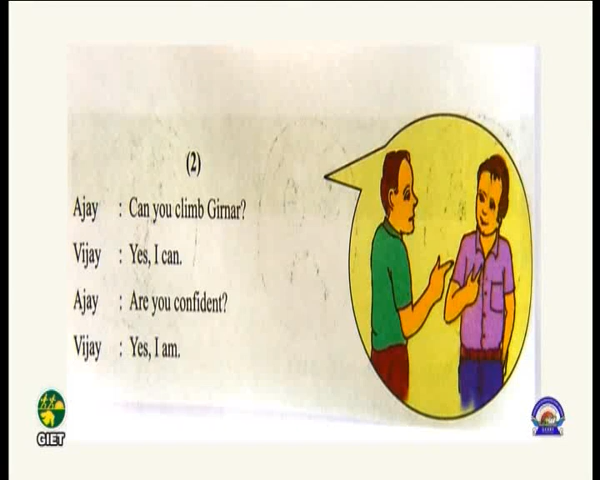 (2)
Ajay : Can you climb Girnar?
Vijay : Yes, I can.
Ajay : Are you confident?
Vijay : Yes, I am.
GIET